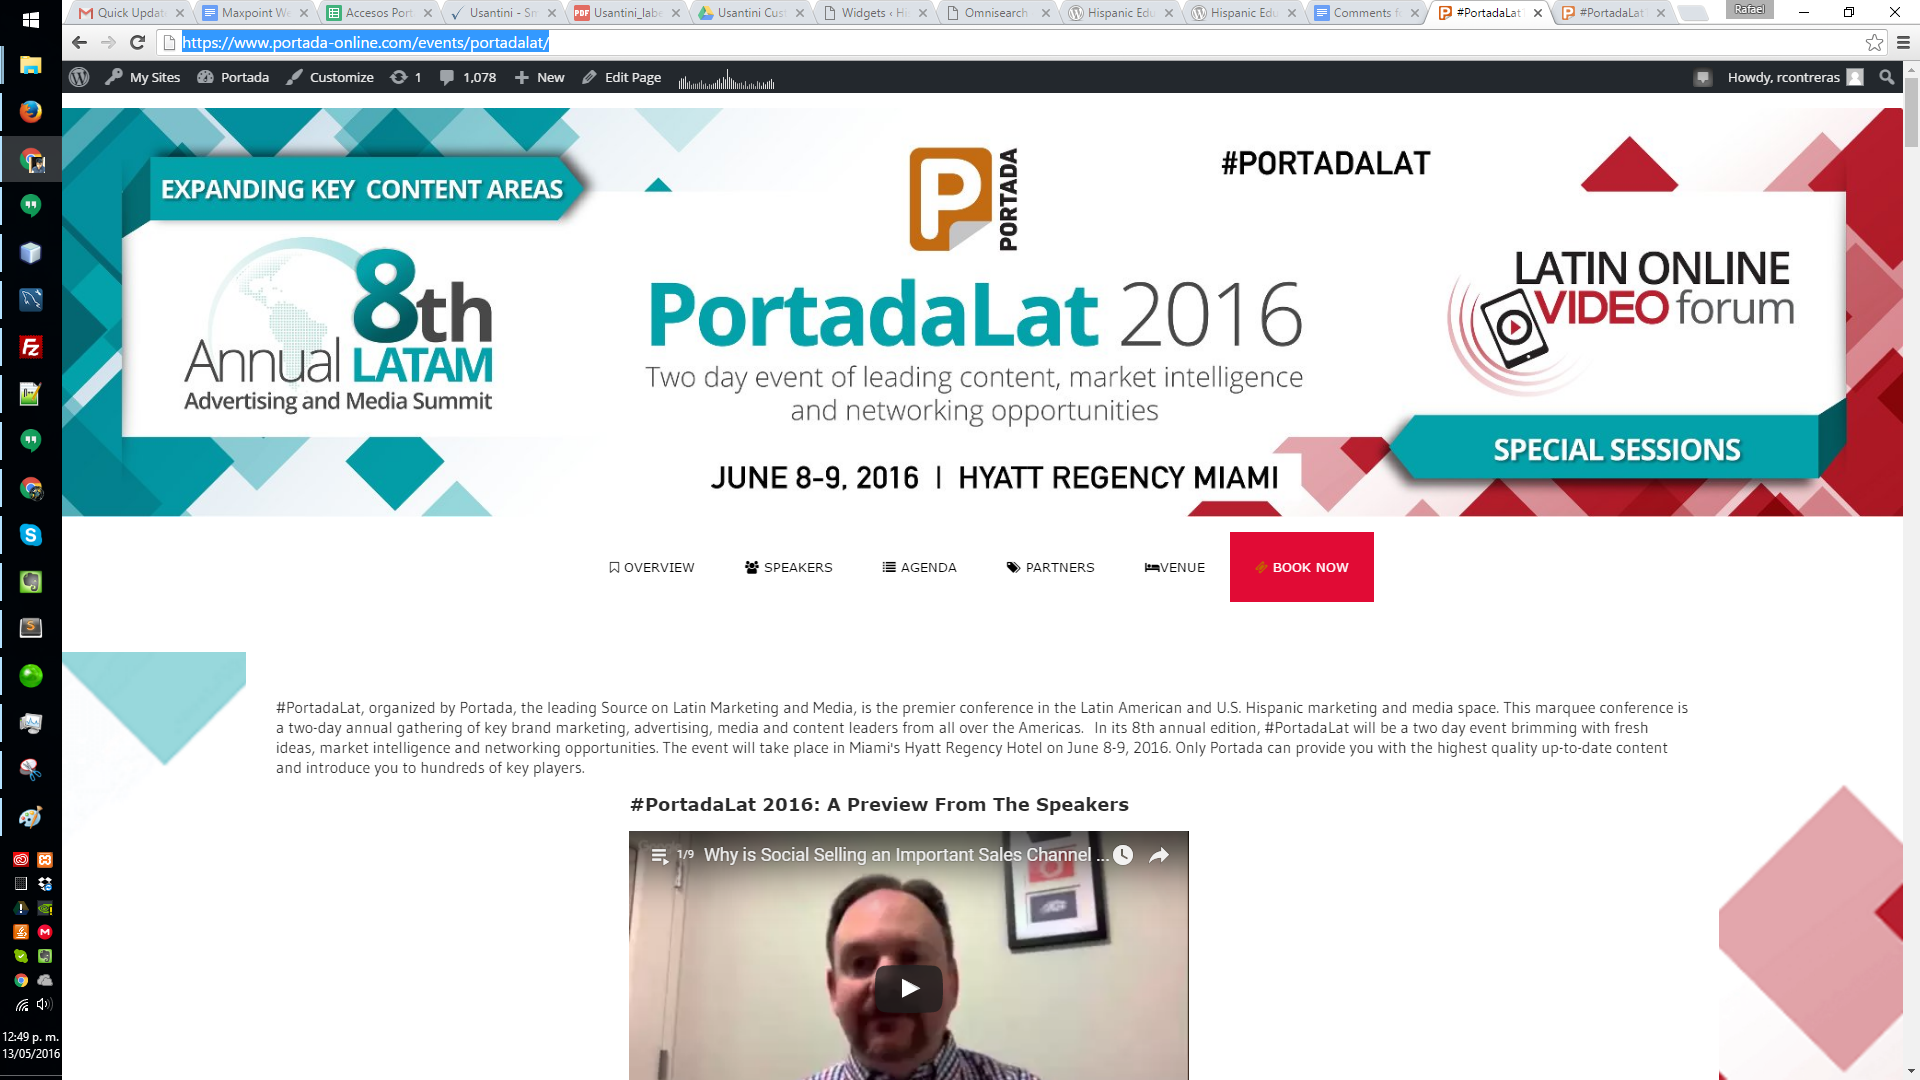 Quick Updat
Maxpoint We
Accesos Port
Usantini - Sm
Usantini_labe
Usantini Cust
Widgets ‹ Hi
Omnisearch
Hispanic Edu
Hispanic Edu
Comments fo
#PortadaLat
#PortadaLat
Rafael
https://www.portada-online.com/events/portadalat/
My Sites Portada Customize 1 1,078 New Edit Page Howdy, rcontreras
EXPANDING KEY CONTENT AREAS
8th
Annual LATAM
Advertising and Media Summit
PORTADA
#PORTADALAT
PortadaLat 2016
Two day event of leading content, market intelligence
and networking opportunities
JUNE 8-9, 2016 | HYATT REGENCY MIAMI
LATIN ONLINE
VIDEO forum
SPECIAL SESSIONS
OVERVIEW SPEAKERS AGENDA PARTNERS VENUE BOOK NOW
#PortadaLat, organized by Portada, the leading Source on Latin Marketing and Media, is the premier conference in the Latin American and U.S. Hispanic marketing and media space. This marquee conference is
a two-day annual gathering of key brand marketing, advertising, media and content leaders from all over the Americas. In its 8th annual edition, #PortadaLat will be a two day event brimming with fresh
ideas, market intelligence and networking opportunities. The event will take place in Miami's Hyatt Regency Hotel on June 8-9, 2016. Only Portada can provide you with the highest quality up-to-date content
and introduce you to hundreds of key players.
#PortadaLat 2016: A Preview From The Speakers
1/9 Why is Social Selling an Important Sales Channel ...
12:49 p. m.
13/05/2016